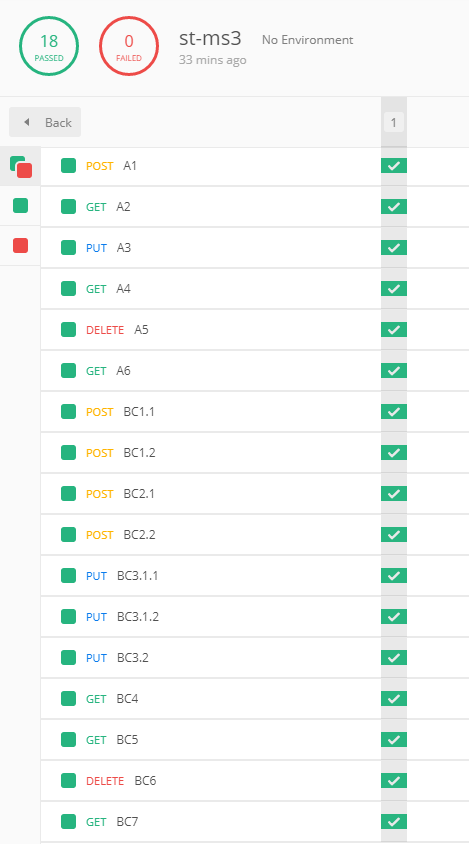 18
PASSED
0
FAILED
st-ms3 No Environment
33 mins ago
Back 1
POST A1
GET A2
PUT A3
GET A4
DELETE A5
GET A6
POST BC1.1
POST BC1.2
POST BC2.1
POST BC2.2
PUT BC3.1.1
PUT BC3.1.2
PUT BC3.2
GET BC4
GET BC5
DELETE BC6
GET BC7